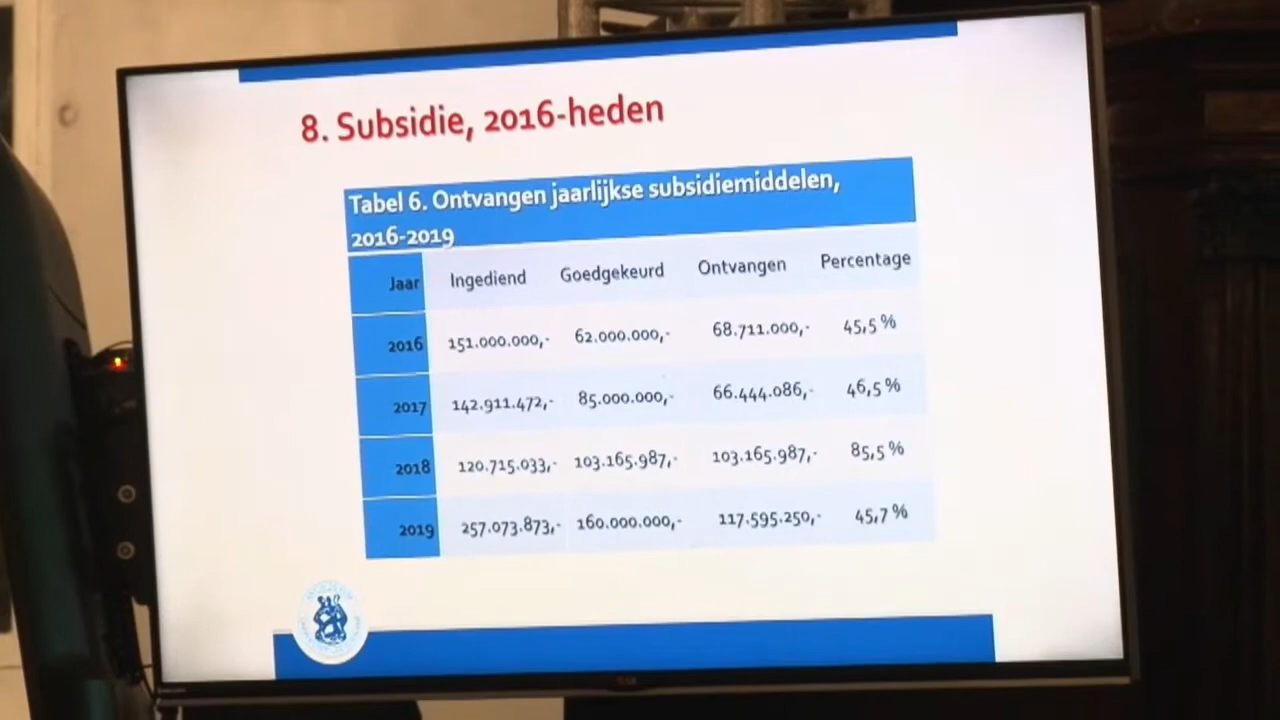 8. Subsidie, 2016-heden
Tabel 6. Ontvangen jaarlijkse subsidiemiddelen,
2016-2019
Jaar Ingediend Goedgekeurd Ontvangen Percentage
2016 151.000.000,- 62.000.000,- 68.711.000,- 45,5 %
2017 142.911.472,- 85.000.000,- 66.444.086,- 46,5 %
2018 120.715.033,- 103.165.987,- 103.165.987,- 85,5 %
2019 257.073.873,- 160.000.000,- 117.595.250,- 45,7 %